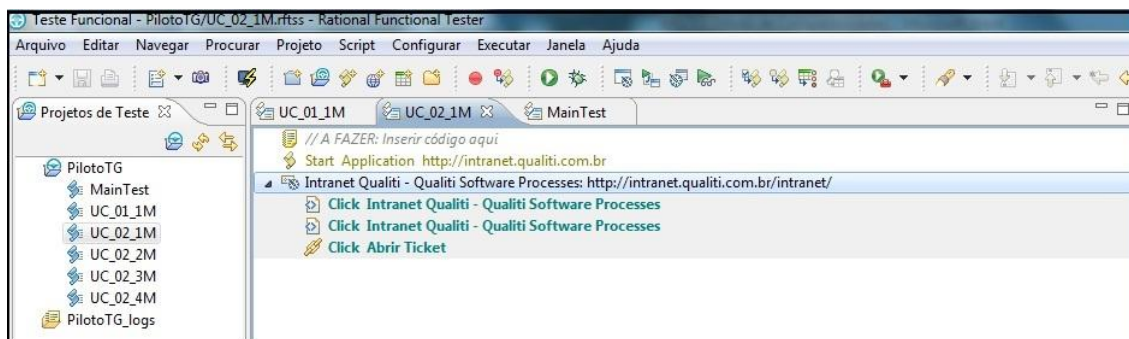 Teste Funcional - PilotoTG/UC_02_1M.rftss - Rational Functional Tester
Arquivo Editar Navegar Procurar Projeto Script Configurar Executar Janela Ajuda
Projetos de Teste
UC_01_1M UC_02_1M MainTest
// A FAZER: Inserir código aqui
Start Application http://intranet.qualiti.com.br
Intranet Qualiti - Qualiti Software Processes: http://intranet.qualiti.com.br/intranet/
Click Intranet Qualiti - Qualiti Software Processes
Click Intranet Qualiti - Qualiti Software Processes
Click Abrir Ticket
PilotoTG
MainTest
UC_01_1M
UC_02_1M
UC_02_2M
UC_02_3M
UC_02_4M
PilotoTG_logs